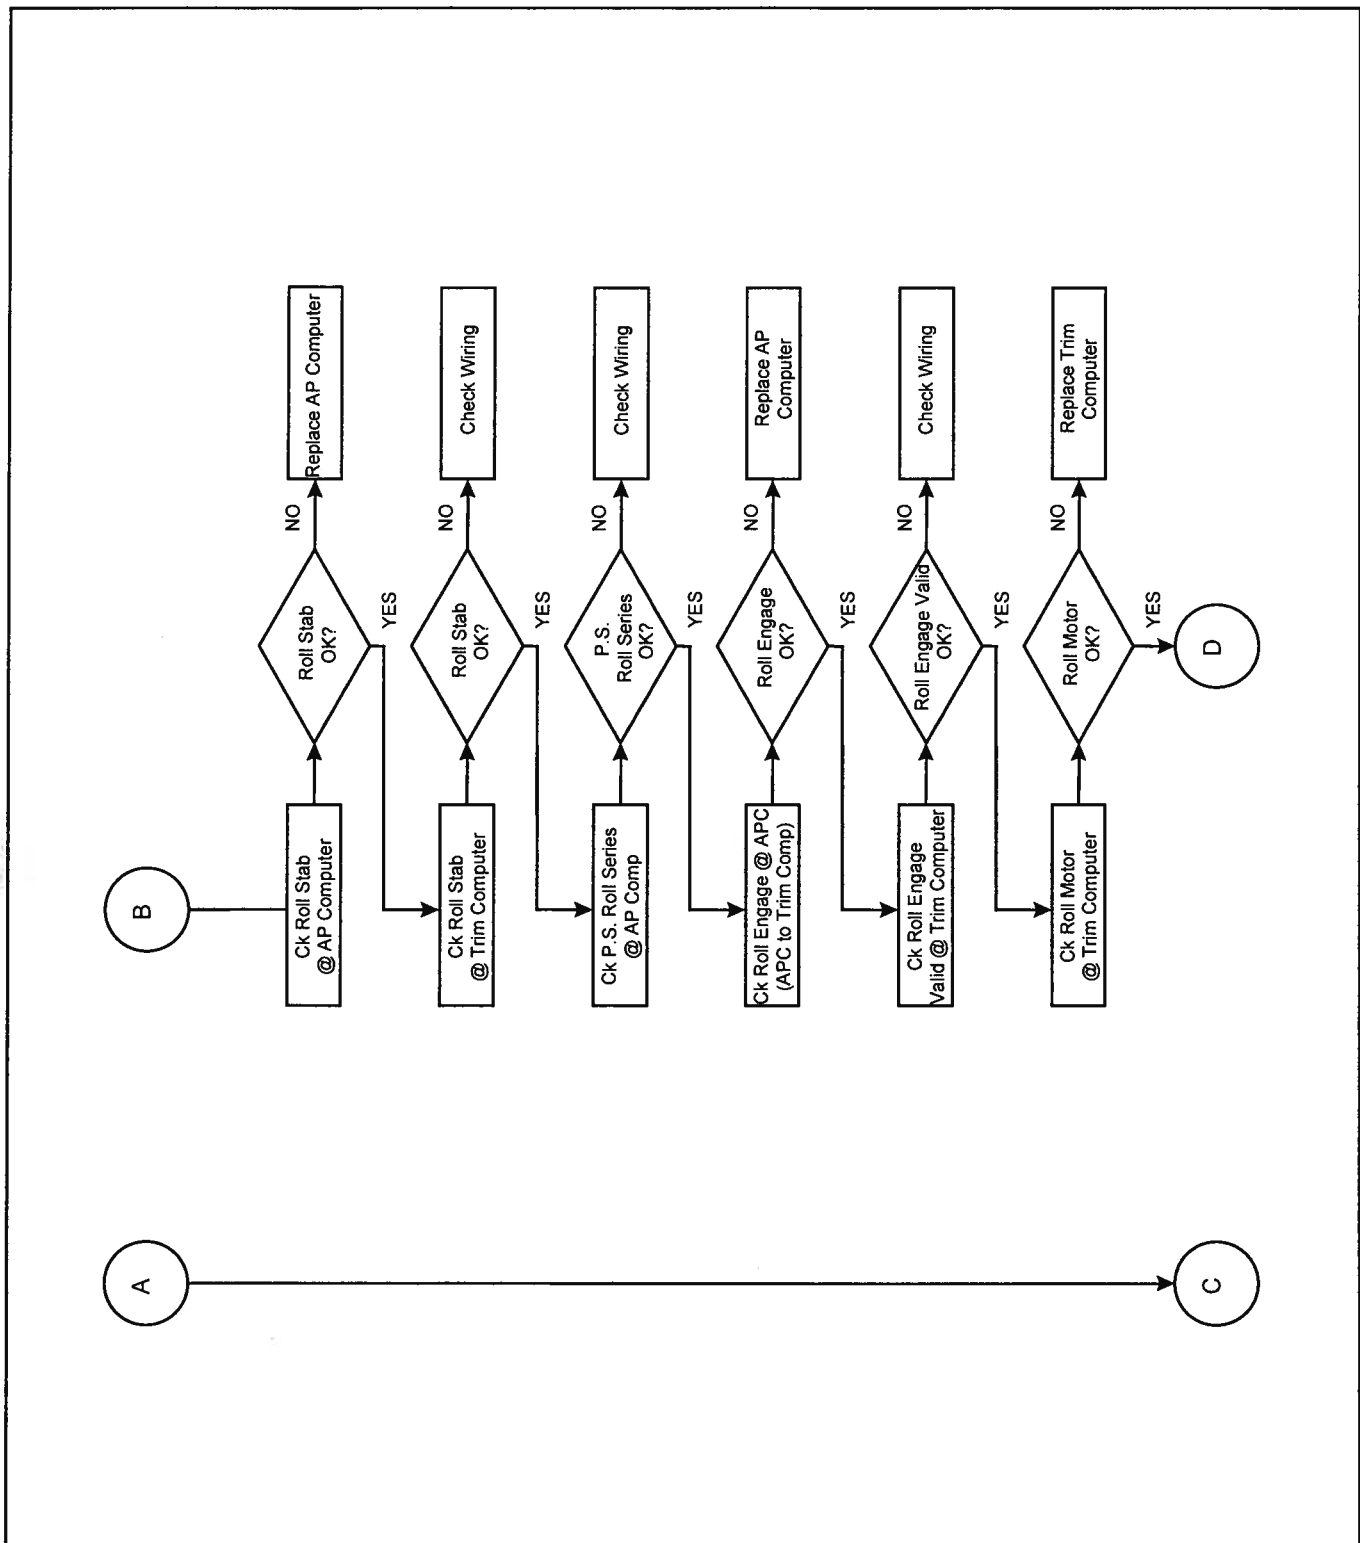 A
B
Ck Roll Stab
@ AP Computer
Roll Stab
OK?
NO
Replace AP Computer
YES
Ck Roll Stab
@ Trim Computer
Roll Stab
OK?
NO
Check Wiring
YES
Ck P.S. Roll Series
@ AP Comp
P.S.
Roll Series
OK?
NO
Check Wiring
YES
Ck Roll Engage @ APC
(APC to Trim Comp)
Roll Engage
OK?
NO
Replace AP
Computer
YES
Ck Roll Engage
Valid @ Trim Computer
Roll Engage Valid
OK?
NO
Check Wiring
YES
Ck Roll Motor
@ Trim Computer
Roll Motor
OK?
NO
Replace Trim
Computer
YES
C
D